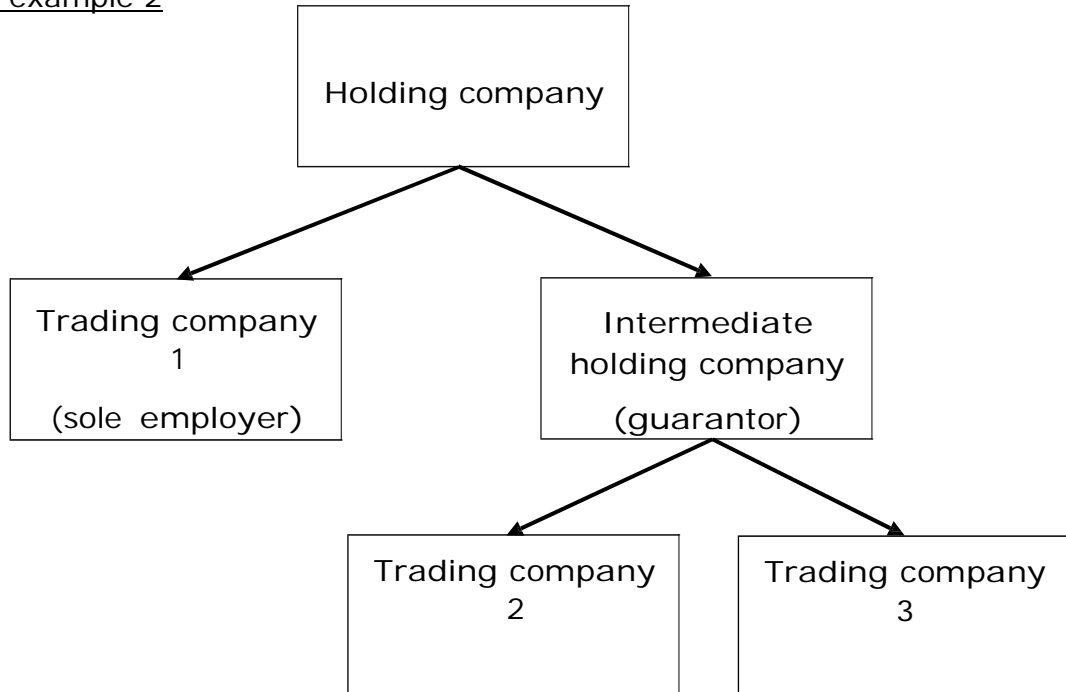 example 2
Holding company
Trading company
1
(sole employer)
Intermediate
holding company
(guarantor)
Trading company
2
Trading company
3